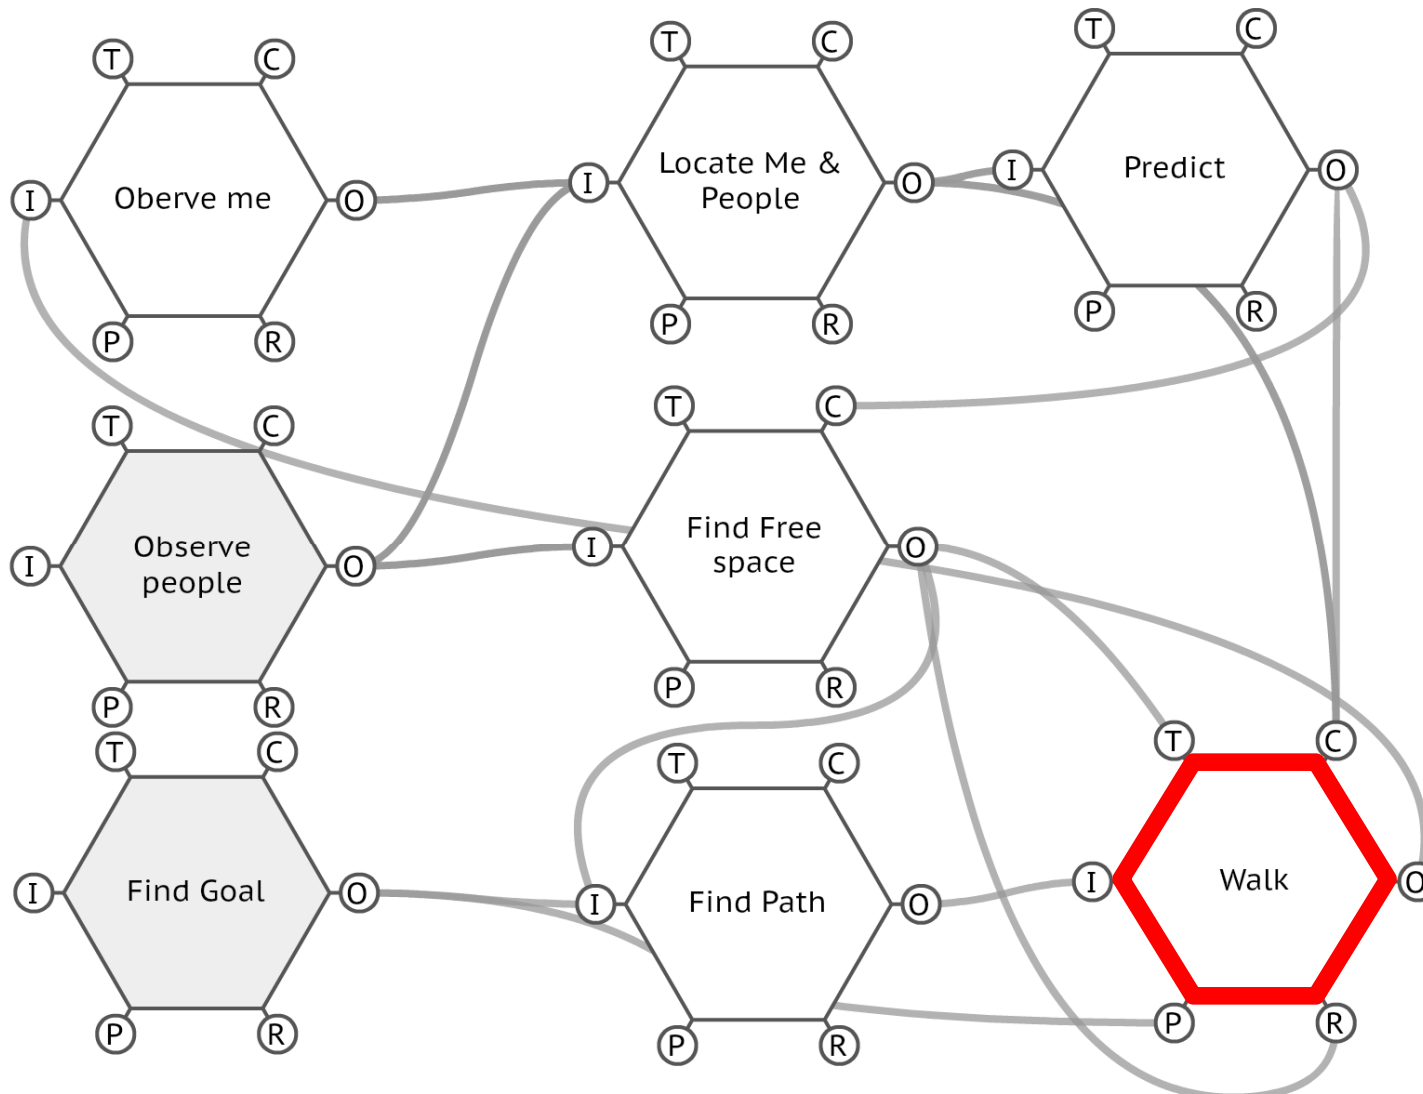 T C
I Oberve me O
P R
T C
I Locate Me &
People O
P R
T C
I Predict O
P R
T C
I Observe
people O
P R
T C
I Find Free
space O
P R
T C
I Find Goal O
P R
T C
I Find Path O
P R
T C
I Walk O
P R